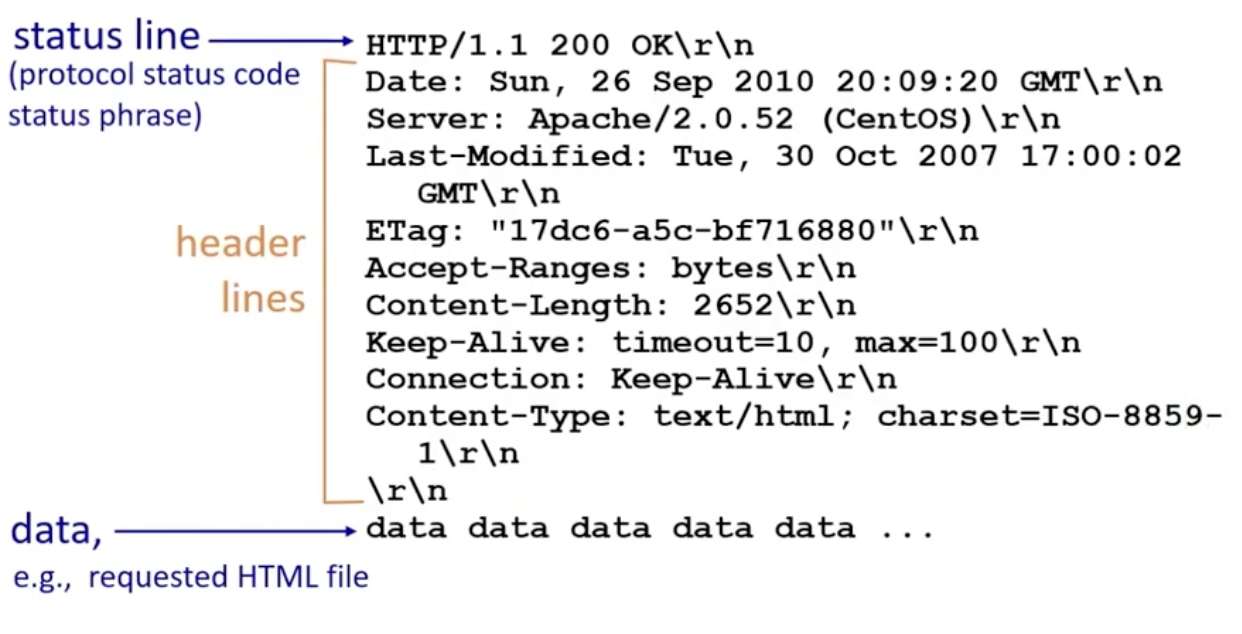 status line
(protocol status code
status phrase)
HTTP/1.1 200 OK\r\n
Date: Sun, 26 Sep 2010 20:09:20 GMT\r\n
Server: Apache/2.0.52 (CentOS)\r\n
Last-Modified: Tue, 30 Oct 2007 17:00:02
GMT\r\n
ETag: "17dc6-a5c-bf716880"\r\n
Accept-Ranges: bytes\r\n
Content-Length: 2652\r\n
Keep-Alive: timeout=10, max=100\r\n
Connection: Keep-Alive\r\n
Content-Type: text/html; charset=ISO-8859-
1\r\n
\r\n
header
lines
data data data data data ...
data,
e.g., requested HTML file